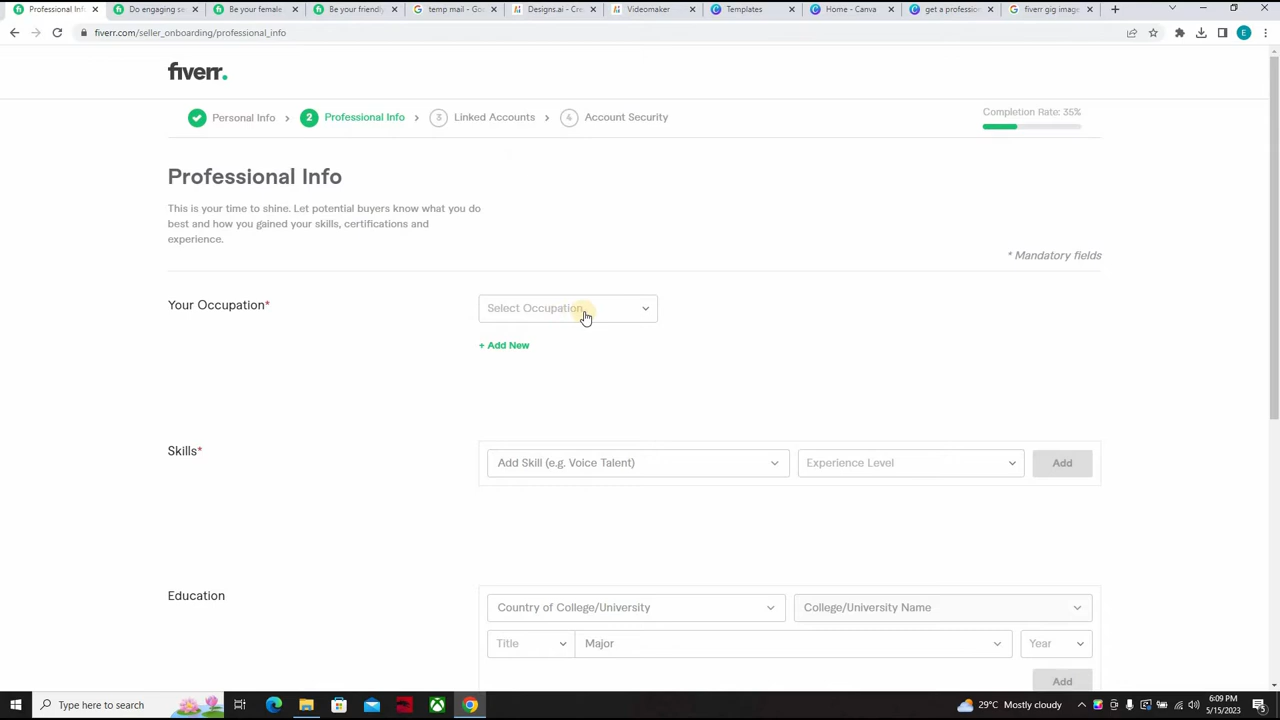 Professional Inf
Do engaging se
Be your female
Be your friendly
temp mail - Goo
Designs.ai - Cre
Videomaker
Templates
Home - Canva
get a profession
fiverr gig image
fiverr.com/seller_onboarding/professional_info
E
fiverr.
Personal Info
2 Professional Info
3 Linked Accounts
4 Account Security
Completion Rate: 35%
Professional Info
This is your time to shine. Let potential buyers know what you do
best and how you gained your skills, certifications and
experience.
* Mandatory fields
Your Occupation*
Select Occupation
+ Add New
Skills*
Add Skill (e.g. Voice Talent)
Experience Level
Add
Education
Country of College/University
College/University Name
Title
Major
Year
Add
Type here to search
29°C Mostly cloudy
6:09 PM
5/15/2023